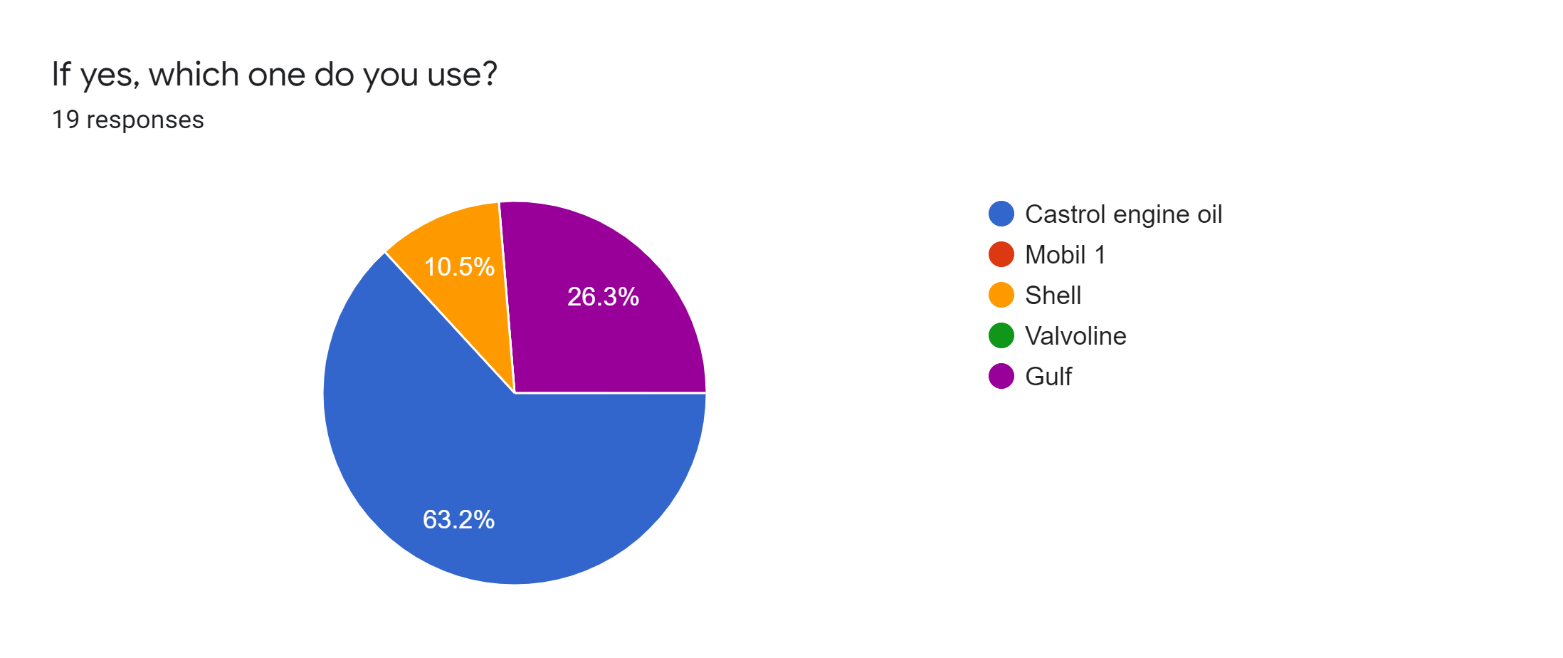 If yes, which one do you use?
19 responses
10.5%
26.3%
63.2%
Castrol engine oil
Mobil 1
Shell
Valvoline
Gulf